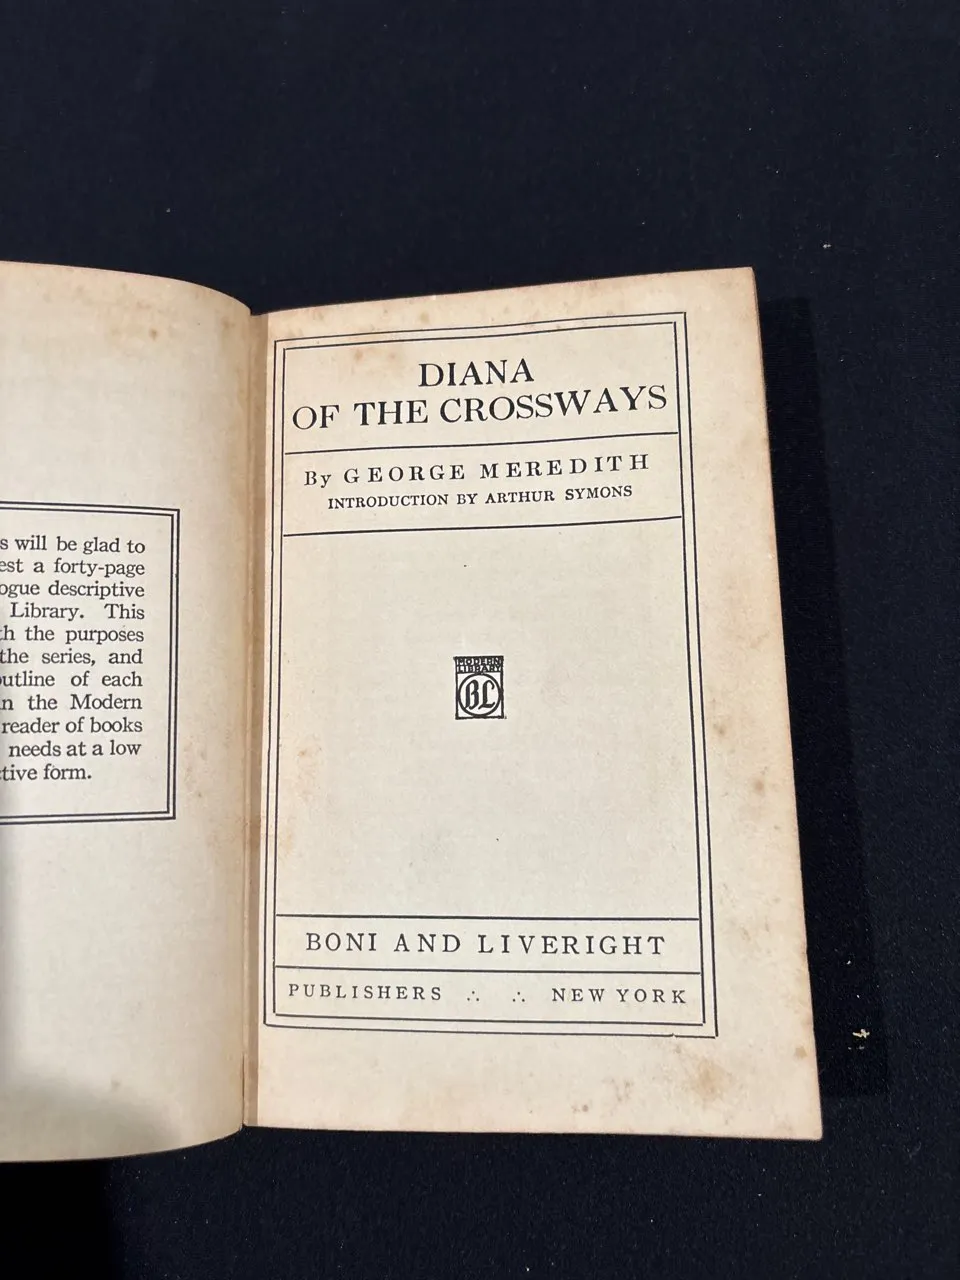 s will be glad to
est a forty-page
ogue descriptive
Library. This
th the purposes
the series, and
outline of each
n the Modern
reader of books
needs at a low
ctive form.
DIANA
OF THE CROSSWAYS
By GEORGE MEREDITH
INTRODUCTION BY ARTHUR SYMONS
MODERN
LIBRARY
BL
BONI AND LIVERIGHT
PUBLISHERS ∴ ∴ NEW YORK